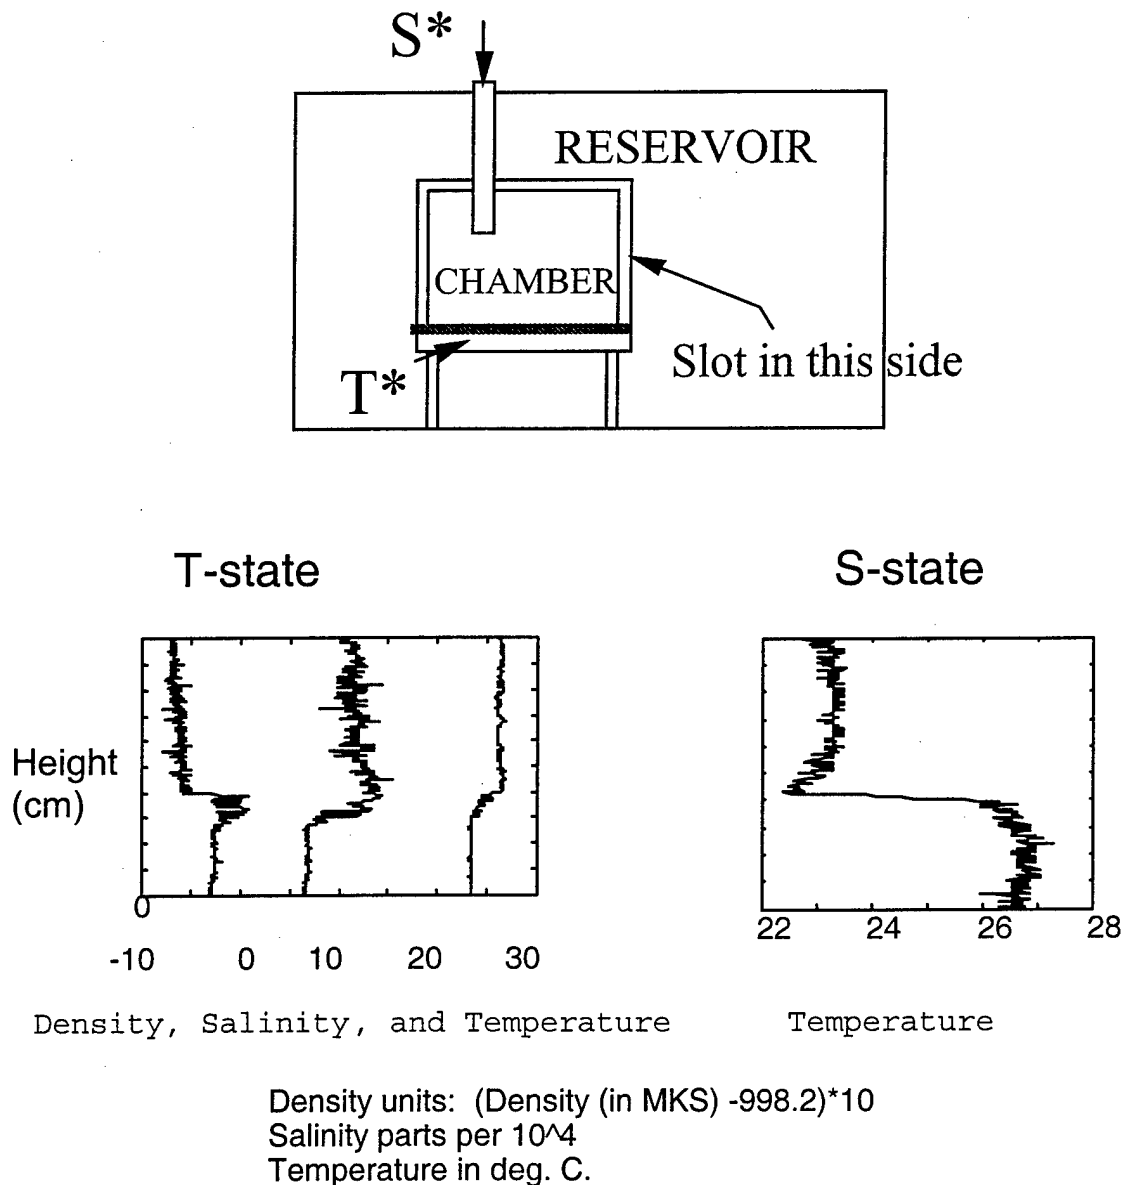 S*
RESERVOIR
CHAMBER
Slot in this side
T*
T-state
S-state
Height
(cm)
0
-10 0 10 20 30
22 24 26 28
Density, Salinity, and Temperature
Temperature
Density units: (Density (in MKS) -998.2)*10
Salinity parts per 10^4
Temperature in deg. C.